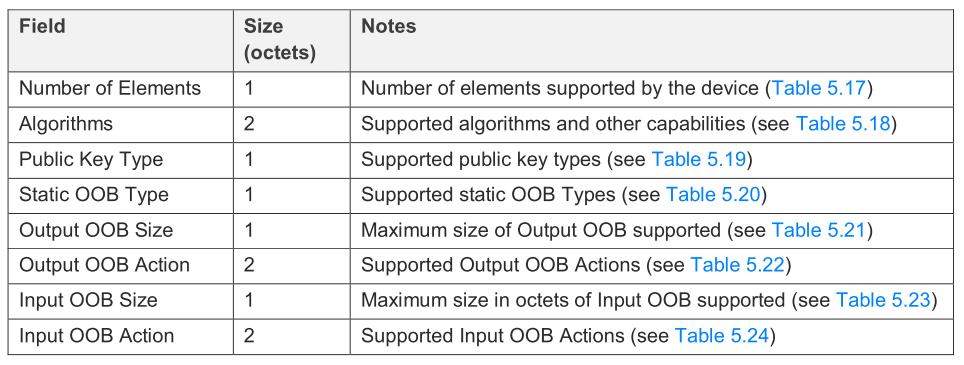 Field Size (octets) Notes
Number of Elements 1 Number of elements supported by the device (Table 5.17)
Algorithms 2 Supported algorithms and other capabilities (see Table 5.18)
Public Key Type 1 Supported public key types (see Table 5.19)
Static OOB Type 1 Supported static OOB Types (see Table 5.20)
Output OOB Size 1 Maximum size of Output OOB supported (see Table 5.21)
Output OOB Action 2 Supported Output OOB Actions (see Table 5.22)
Input OOB Size 1 Maximum size in octets of Input OOB supported (see Table 5.23)
Input OOB Action 2 Supported Input OOB Actions (see Table 5.24)